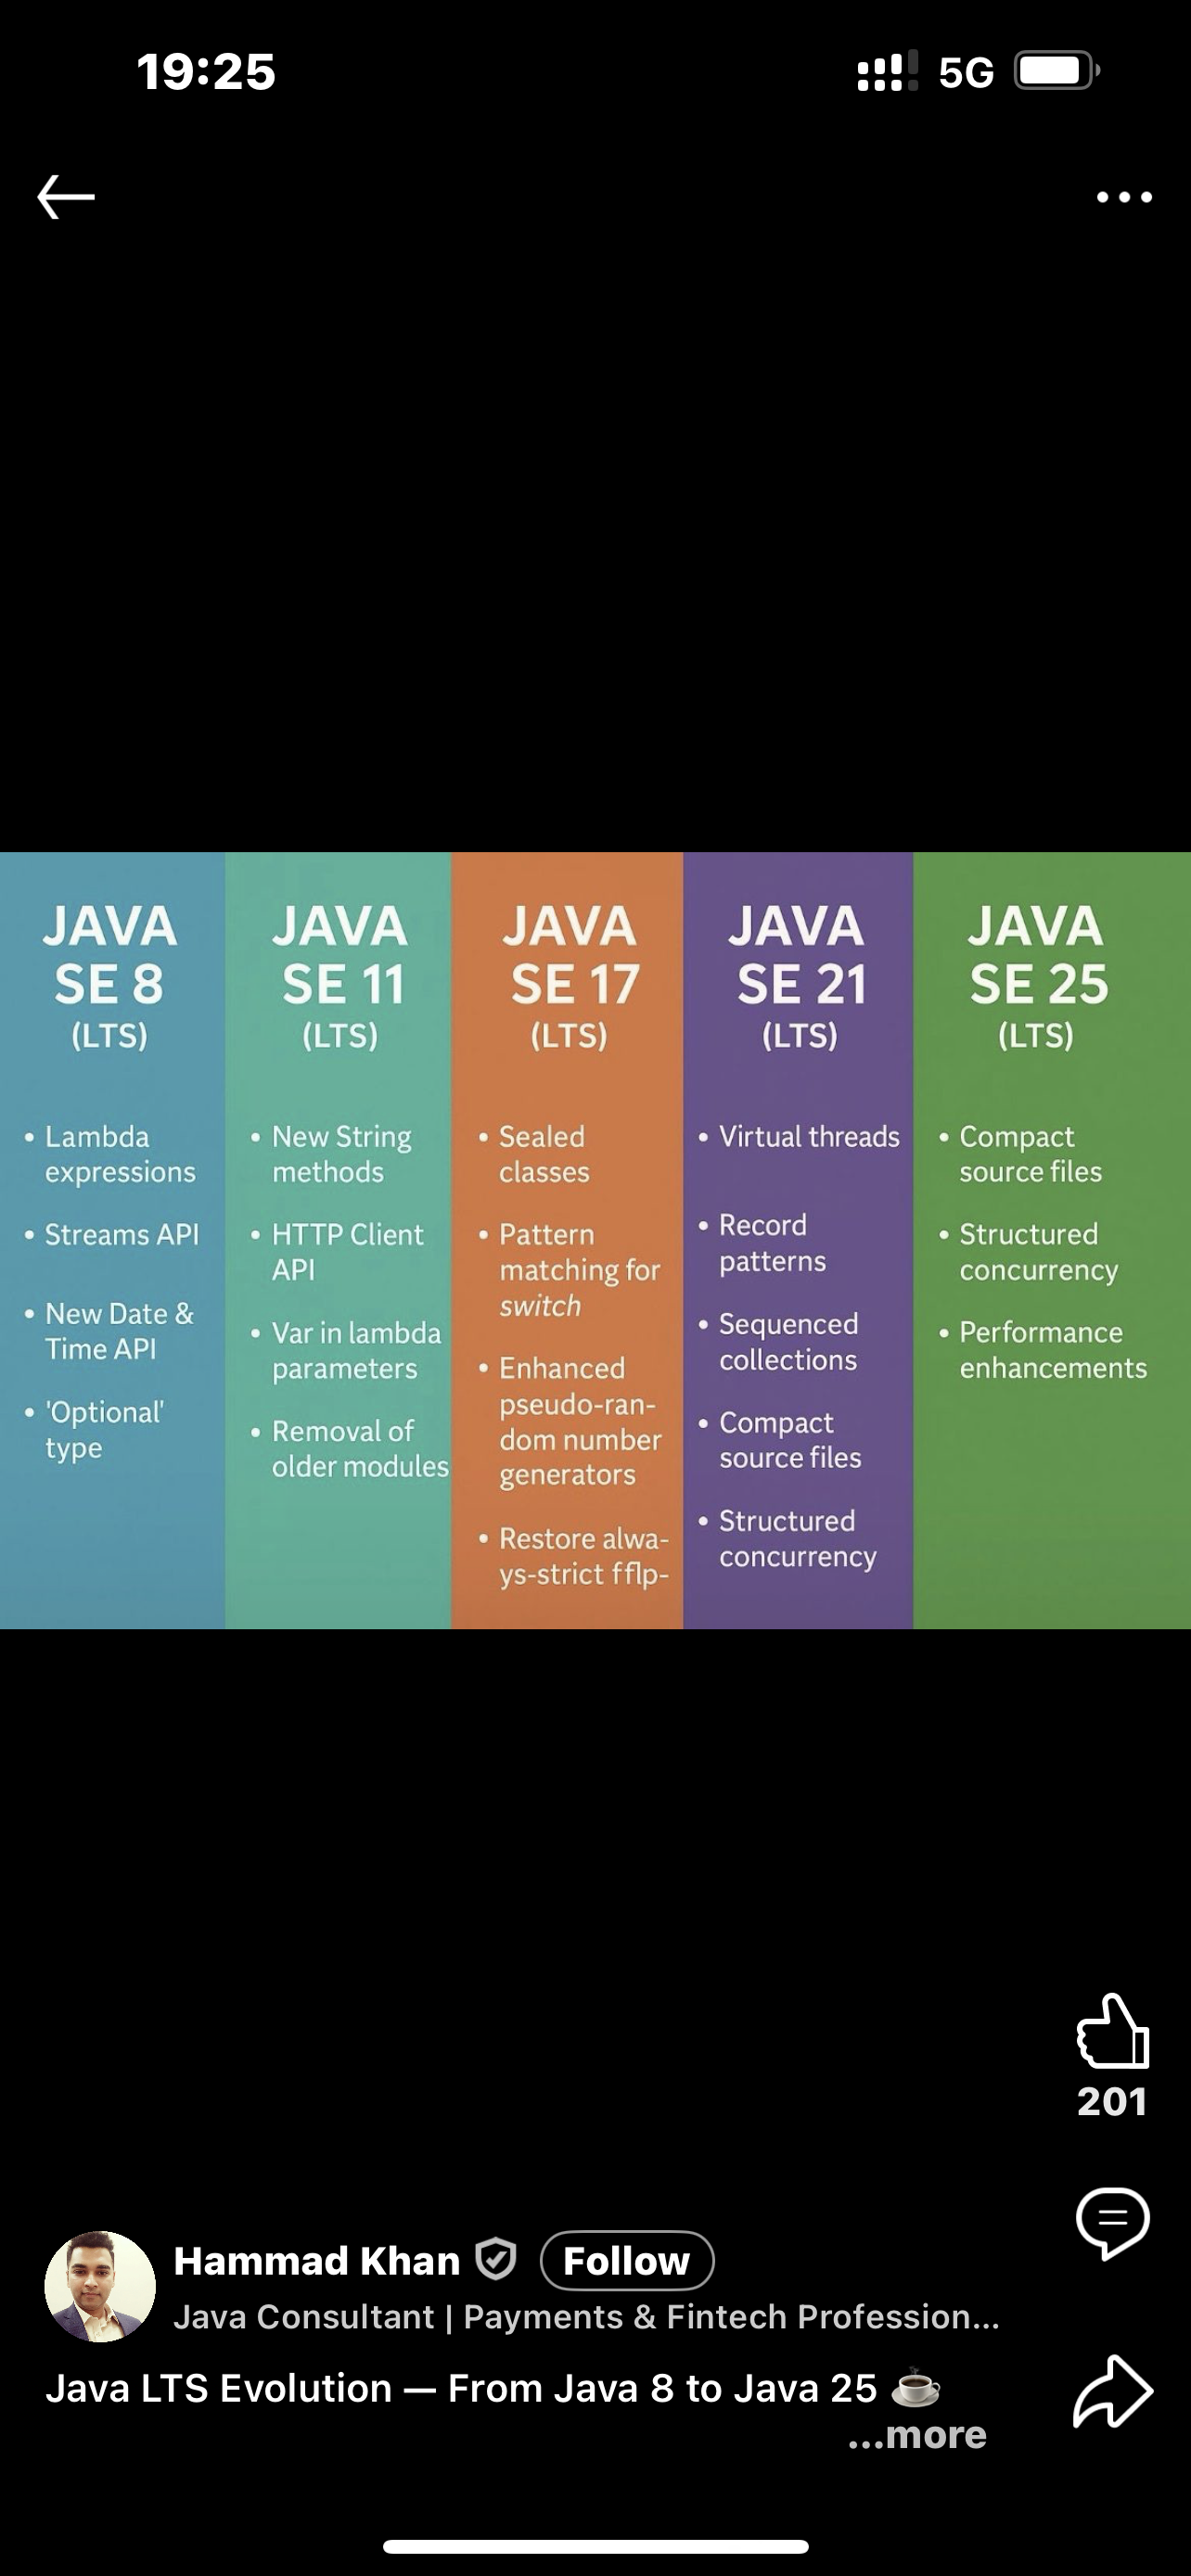 19:25
5G
JAVA
SE 8
(LTS)
• Lambda
expressions
• Streams API
• New Date &
Time API
• 'Optional'
type
JAVA
SE 11
(LTS)
• New String
methods
• HTTP Client
API
• Var in lambda
parameters
• Removal of
older modules
JAVA
SE 17
(LTS)
• Sealed
classes
• Pattern
matching for
switch
• Enhanced
pseudo-ran-
dom number
generators
• Restore alwa-
ys-strict fflp-
JAVA
SE 21
(LTS)
• Virtual threads
• Record
patterns
• Sequenced
collections
• Compact
source files
• Structured
concurrency
JAVA
SE 25
(LTS)
• Compact
source files
• Structured
concurrency
• Performance
enhancements
201
Hammad Khan
Follow
Java Consultant | Payments & Fintech Profession...
Java LTS Evolution — From Java 8 to Java 25 ☕
...more